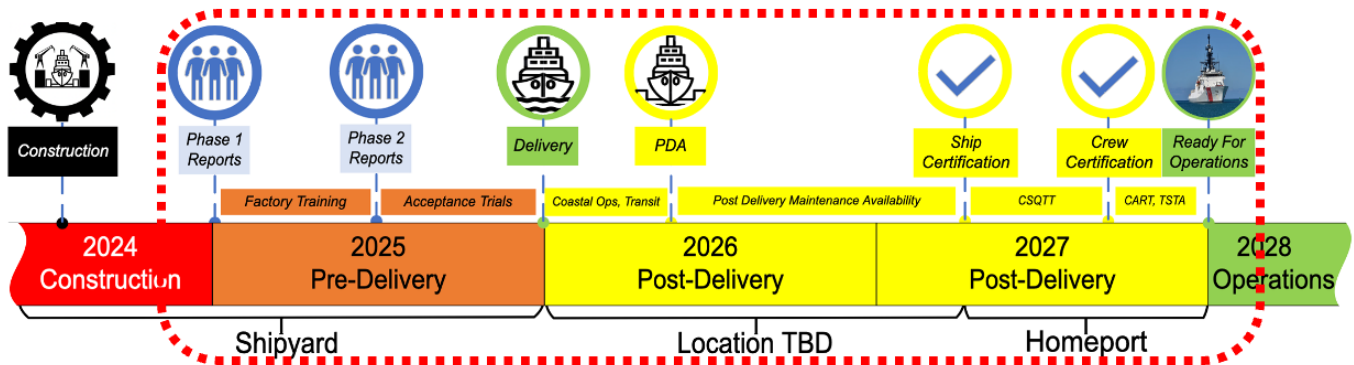 Construction
Phase 1
Reports
Phase 2
Reports
Delivery
PDA
Ship
Certification
Crew
Certification
Ready For
Operations
Factory Training
Acceptance Trials
Coastal Ops, Transit
Post Delivery Maintenance Availability
CSQTT
CART, TSTA
2024
Construction
2025
Pre-Delivery
2026
Post-Delivery
2027
Post-Delivery
2028
Operations
Shipyard
Location TBD
Homeport